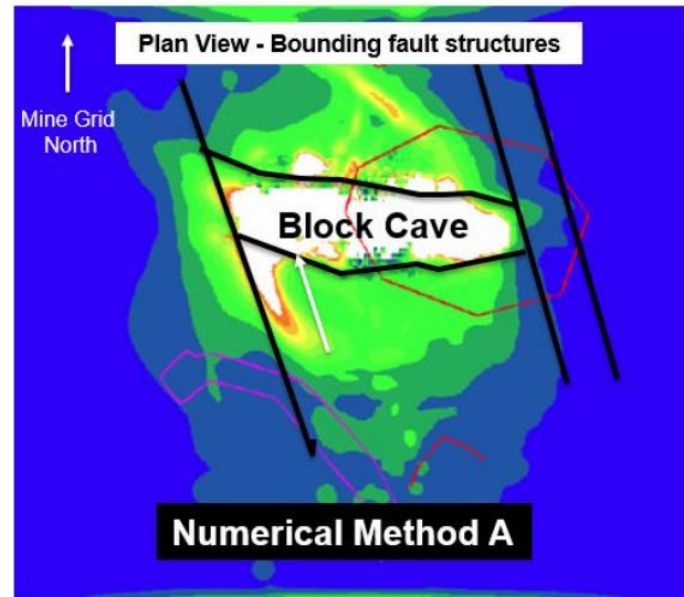 Plan View - Bounding fault structures
Mine Grid
North
Block Cave
Numerical Method A